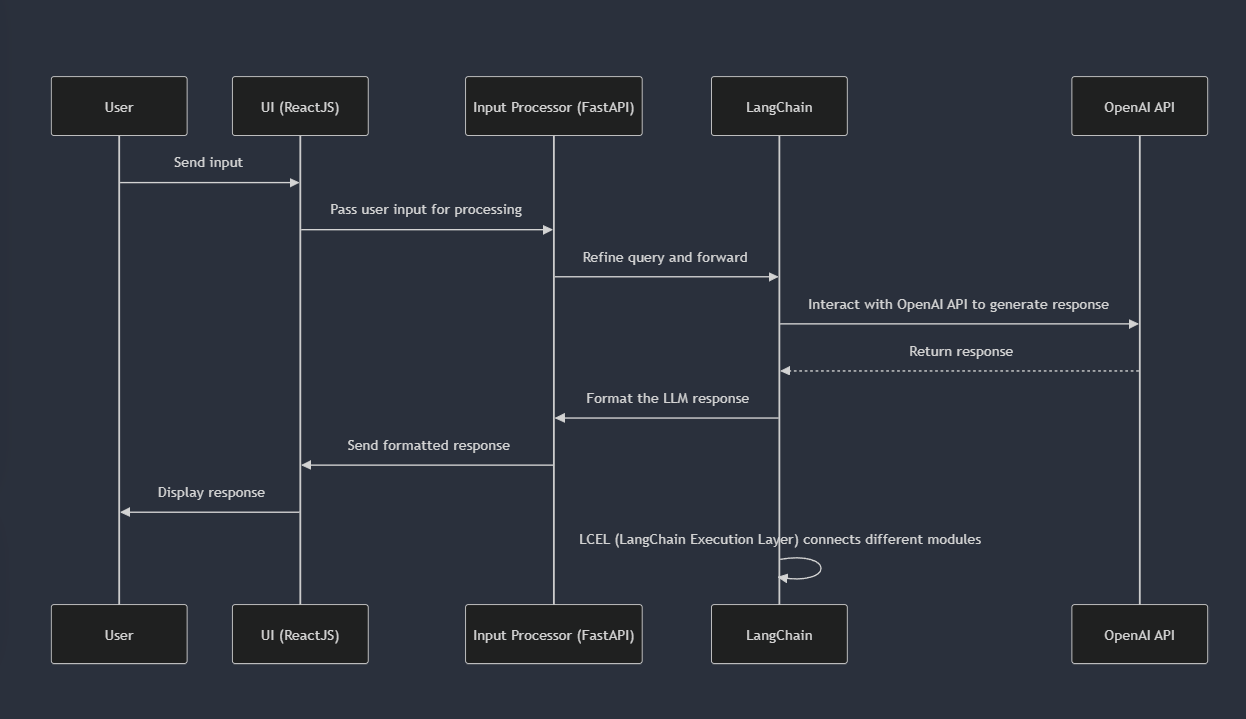 User
UI (ReactJS)
Input Processor (FastAPI)
LangChain
OpenAI API
Send input
Pass user input for processing
Refine query and forward
Interact with OpenAI API to generate response
Return response
Format the LLM response
Send formatted response
Display response
LCEL (LangChain Execution Layer) connects different modules
User
UI (ReactJS)
Input Processor (FastAPI)
LangChain
OpenAI API